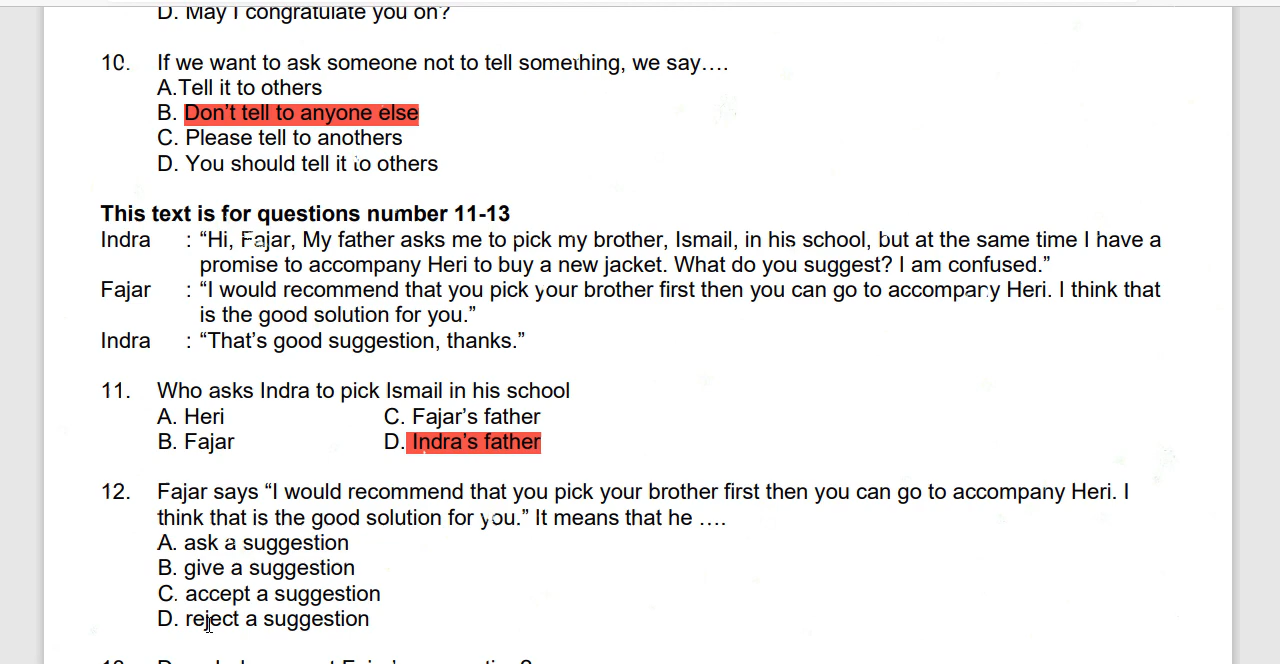 D. May I congratulate you on?
10. If we want to ask someone not to tell something, we say….
A.Tell it to others
B. Don't tell to anyone else
C. Please tell to anothers
D. You should tell it to others
This text is for questions number 11-13
Indra : “Hi, Fajar, My father asks me to pick my brother, Ismail, in his school, but at the same time I have a
promise to accompany Heri to buy a new jacket. What do you suggest? I am confused.”
Fajar : “I would recommend that you pick your brother first then you can go to accompany Heri. I think that
is the good solution for you.”
Indra : “That’s good suggestion, thanks.”
11. Who asks Indra to pick Ismail in his school
A. Heri C. Fajar’s father
B. Fajar D. Indra’s father
12. Fajar says “I would recommend that you pick your brother first then you can go to accompany Heri. I
think that is the good solution for you.” It means that he ….
A. ask a suggestion
B. give a suggestion
C. accept a suggestion
D. reject a suggestion